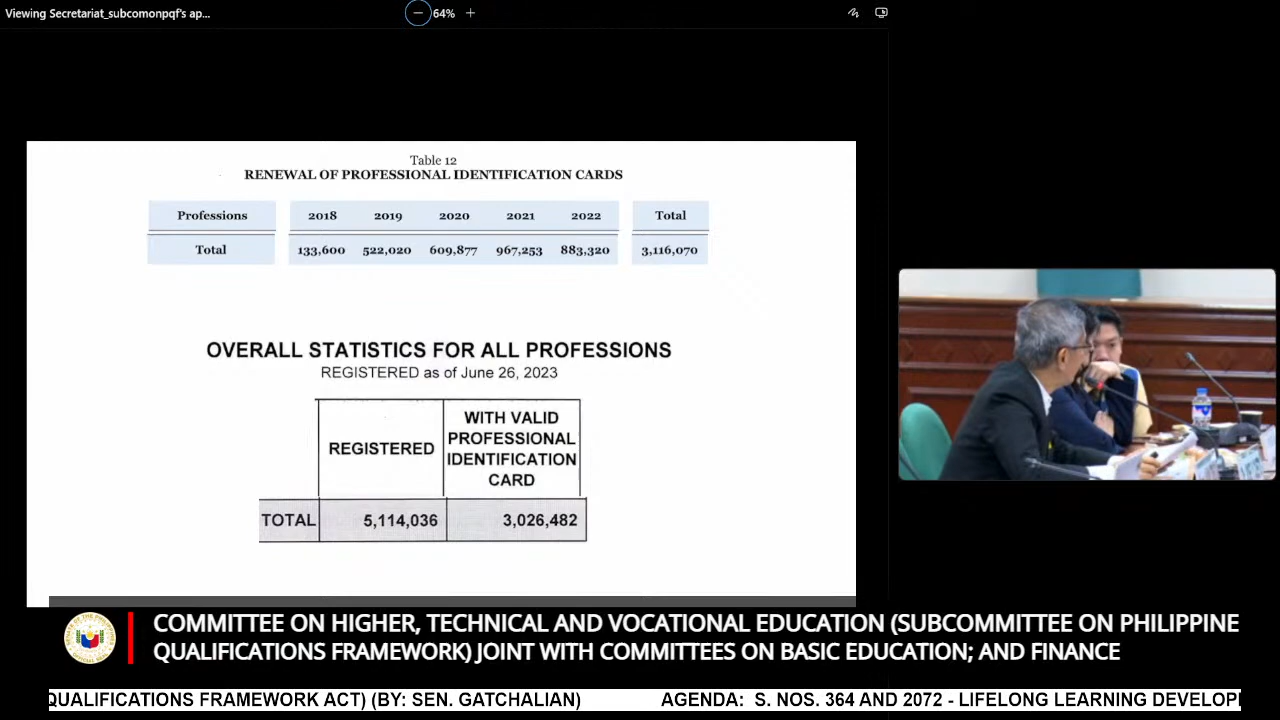 Viewing Secretariat_subcomonpqf's ap...
64%
Table 12
RENEWAL OF PROFESSIONAL IDENTIFICATION CARDS
Professions 2018 2019 2020 2021 2022 Total
Total 133,600 522,020 609,877 967,253 883,320 3,116,070
OVERALL STATISTICS FOR ALL PROFESSIONS
REGISTERED as of June 26, 2023
REGISTERED
WITH VALID
PROFESSIONAL
IDENTIFICATION
CARD
TOTAL 5,114,036 3,026,482
COMMITTEE ON HIGHER, TECHNICAL AND VOCATIONAL EDUCATION (SUBCOMMITTEE ON PHILIPPINE
QUALIFICATIONS FRAMEWORK) JOINT WITH COMMITTEES ON BASIC EDUCATION; AND FINANCE
QUALIFICATIONS FRAMEWORK ACT) (BY: SEN. GATCHALIAN) AGENDA: S. NOS. 364 AND 2072 - LIFELONG LEARNING DEVELOP